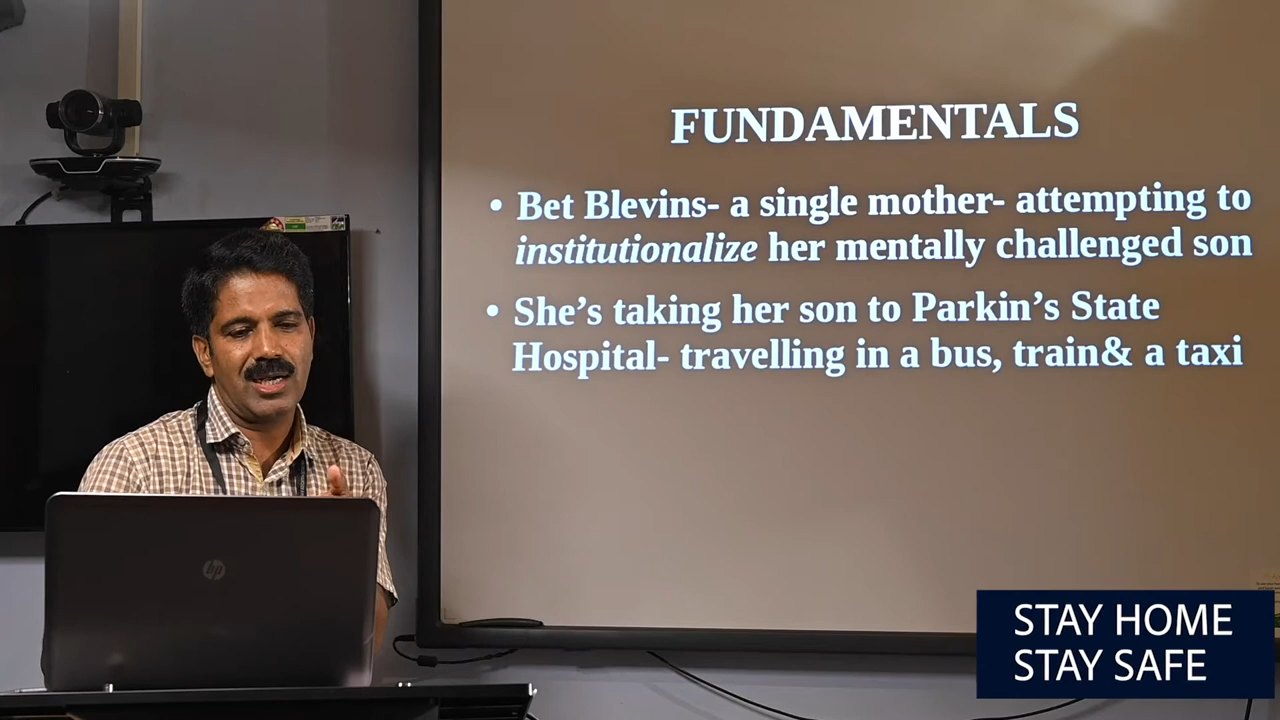 FUNDAMENTALS
• Bet Blevins- a single mother- attempting to
institutionalize her mentally challenged son
• She’s taking her son to Parkin’s State
Hospital- travelling in a bus, train& a taxi
hp
STAY HOME
STAY SAFE